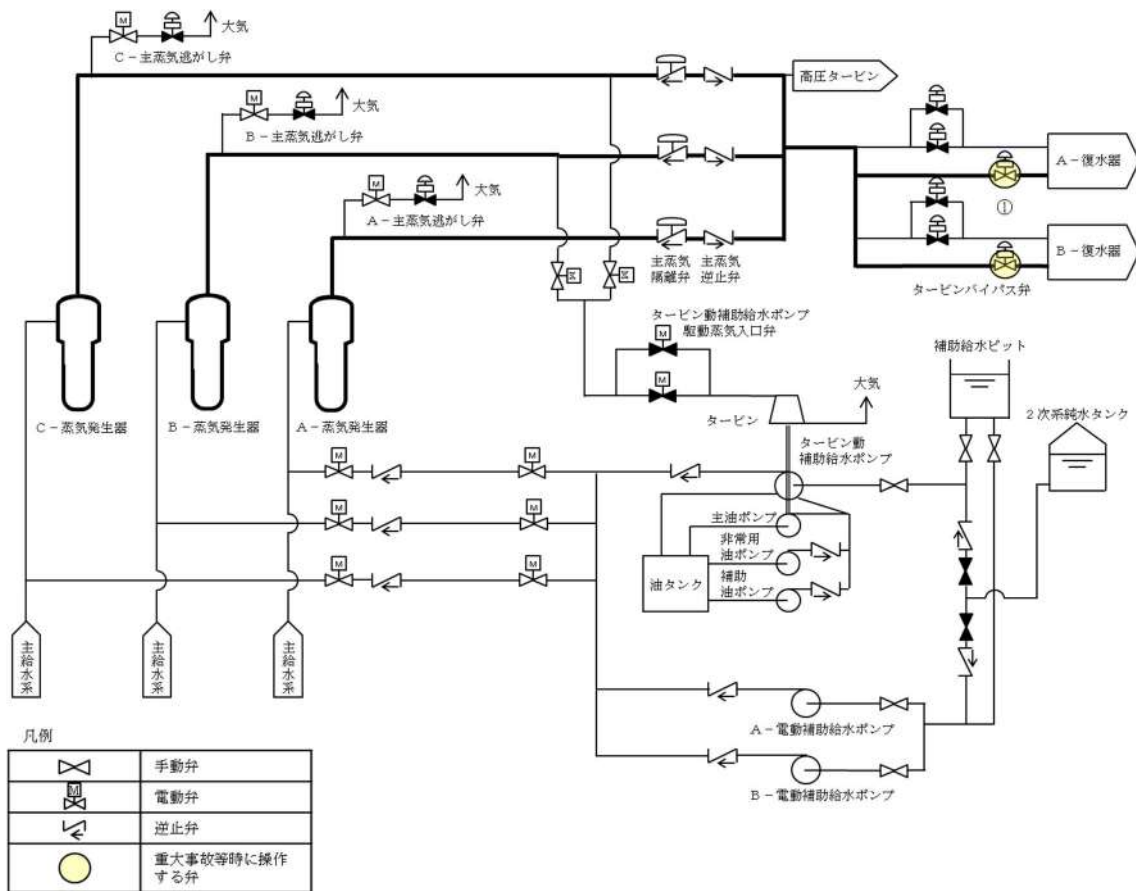 C-主蒸気逃がし弁
大気
B-主蒸気逃がし弁
大気
A-主蒸気逃がし弁
大気
高圧タービン
A-復水器
①
B-復水器
タービンバイパス弁
主蒸気
隔離弁
主蒸気
逆止弁
タービン動補助給水ポンプ
駆動蒸気入口弁
補助給水ピット
大気
2次系純水タンク
タービン
タービン動
補助給水ポンプ
C-蒸気発生器
B-蒸気発生器
A-蒸気発生器
M
M
M
M
M
M
M
M
M
M
M
M
M
主油ポンプ
非常用
油ポンプ
補助
油ポンプ
油タンク
主給水系
主給水系
主給水系
A-電動補助給水ポンプ
B-電動補助給水ポンプ
凡例
手動弁
M
電動弁
逆止弁
重大事故等時に操作
する弁